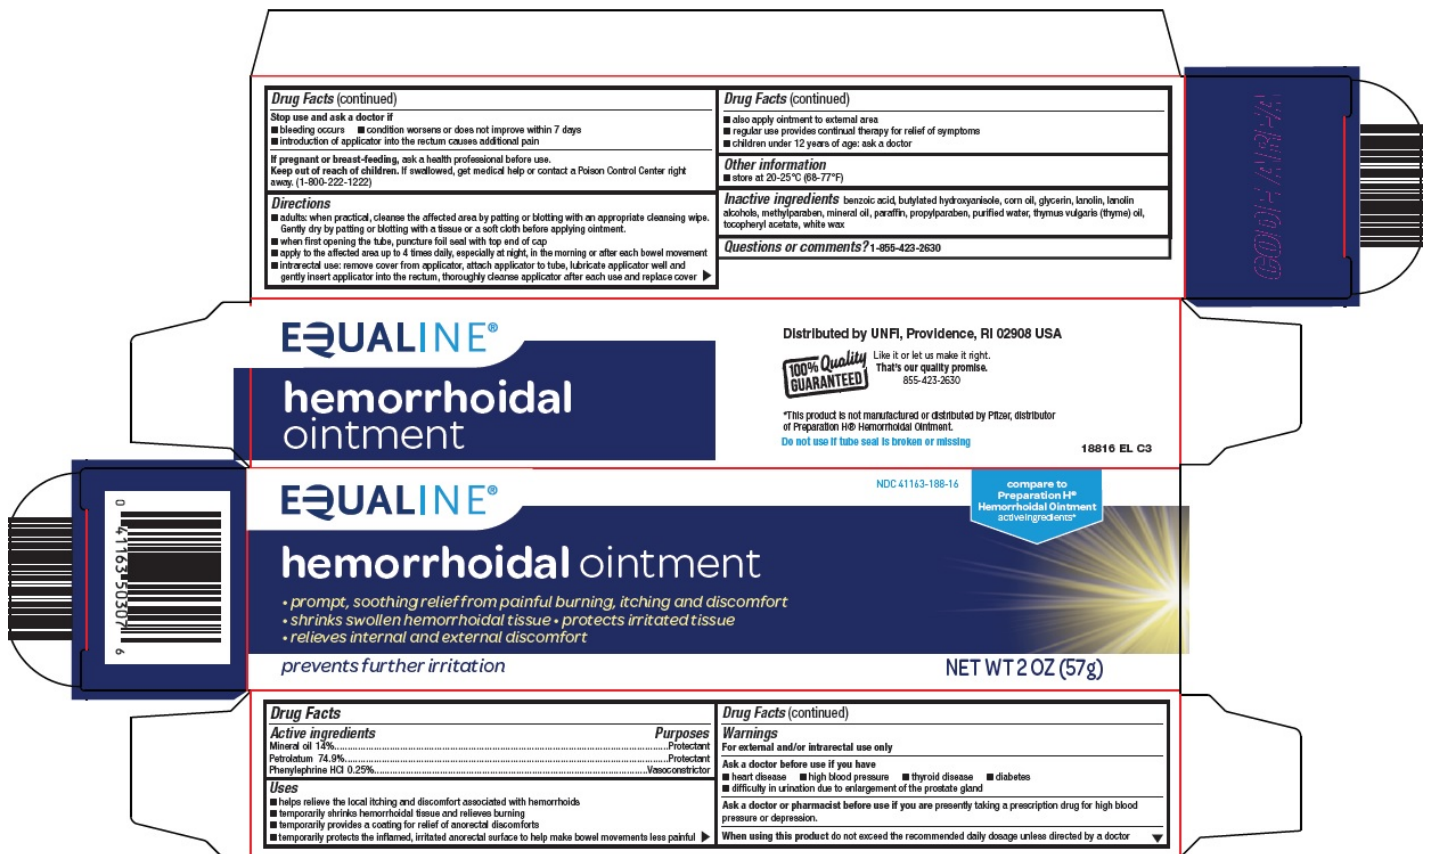 Drug Facts (continued)
Stop use and ask a doctor if
■ bleeding occurs ■ condition worsens or does not improve within 7 days
■ introduction of applicator into the rectum causes additional pain
If pregnant or breast-feeding, ask a health professional before use.
Keep out of reach of children. If swallowed, get medical help or contact a Poison Control Center right
away. (1-800-222-1222)
Directions
■ adults: when practical, cleanse the affected area by patting or blotting with an appropriate cleansing wipe.
Gently dry by patting or blotting with a tissue or a soft cloth before applying ointment.
■ when first opening the tube, puncture foil seal with top end of cap
■ apply to the affected area up to 4 times daily, especially at night, in the morning or after each bowel movement
■ intrarectal use: remove cover from applicator, attach applicator to tube, lubricate applicator well and
gently insert applicator into the rectum, thoroughly cleanse applicator after each use and replace cover
Drug Facts (continued)
■ also apply ointment to external area
■ regular use provides continual therapy for relief of symptoms
■ children under 12 years of age: ask a doctor
Other information
■ store at 20-25°C (68-77°F)
Inactive ingredients benzoic acid, butylated hydroxyanisole, corn oil, glycerin, lanolin, lanolin
alcohols, methylparaben, mineral oil, paraffin, propylparaben, purified water, thymus vulgaris (thyme) oil,
tocopheryl acetate, white wax
Questions or comments? 1-855-423-2630
EQUALINE®
hemorrhoidal
ointment
Distributed by UNFI, Providence, RI 02908 USA
100% Quality
GUARANTEED
Like it or let us make it right.
That's our quality promise.
855-423-2630
*This product is not manufactured or distributed by Pfizer, distributor
of Preparation H® Hemorrhoidal Ointment.
Do not use if tube seal is broken or missing
18816 EL C3
0 41163 50307 6
EQUALINE®
NDC 41163-188-16
compare to
Preparation H®
Hemorrhoidal Ointment
active ingredients*
hemorrhoidal ointment
• prompt, soothing relief from painful burning, itching and discomfort
• shrinks swollen hemorrhoidal tissue • protects irritated tissue
• relieves internal and external discomfort
prevents further irritation
NET WT 2 OZ (57g)
Drug Facts
Active ingredients Purposes
Mineral oil 14%...Protectant
Petrolatum 74.9%...Protectant
Phenylephrine HCl 0.25%...Vasoconstrictor
Uses
■ helps relieve the local itching and discomfort associated with hemorrhoids
■ temporarily shrinks hemorrhoidal tissue and relieves burning
■ temporarily provides a coating for relief of anorectal discomforts
■ temporarily protects the inflamed, irritated anorectal surface to help make bowel movements less painful
Drug Facts (continued)
Warnings
For external and/or intrarectal use only
Ask a doctor before use if you have
■ heart disease ■ high blood pressure ■ thyroid disease ■ diabetes
■ difficulty in urination due to enlargement of the prostate gland
Ask a doctor or pharmacist before use if you are presently taking a prescription drug for high blood
pressure or depression.
When using this product do not exceed the recommended daily dosage unless directed by a doctor